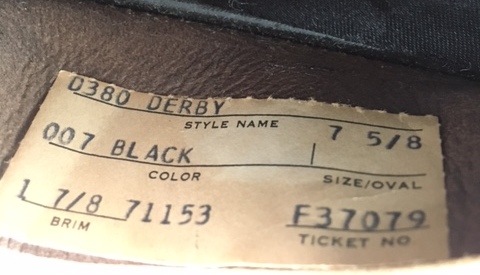 D380 DERBY
STYLE NAME 7 5/8
007 BLACK
COLOR SIZE/OVAL
1 7/8 71153 F37079
BRIM TICKET NO